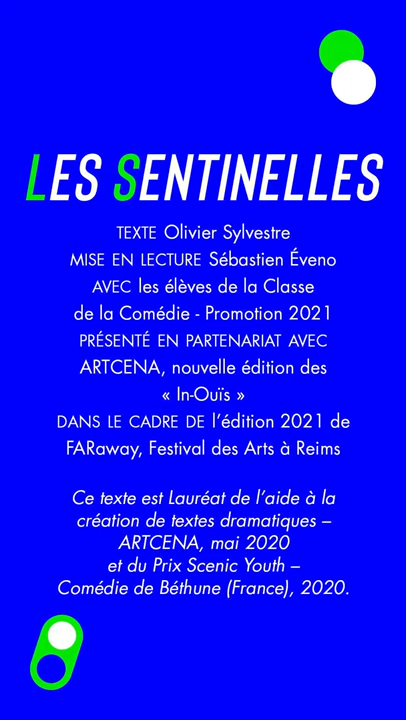 LES SENTINELLES
TEXTE Olivier Sylvestre
MISE EN LECTURE Sébastien Éveno
AVEC les élèves de la Classe
de la Comédie - Promotion 2021
PRÉSENTÉ EN PARTENARIAT AVEC
ARTCENA, nouvelle édition des
« In-Ouïs »
DANS LE CADRE DE l'édition 2021 de
FARaway, Festival des Arts à Reims
Ce texte est Lauréat de l'aide à la
création de textes dramatiques –
ARTCENA, mai 2020
et du Prix Scenic Youth –
Comédie de Béthune (France), 2020.